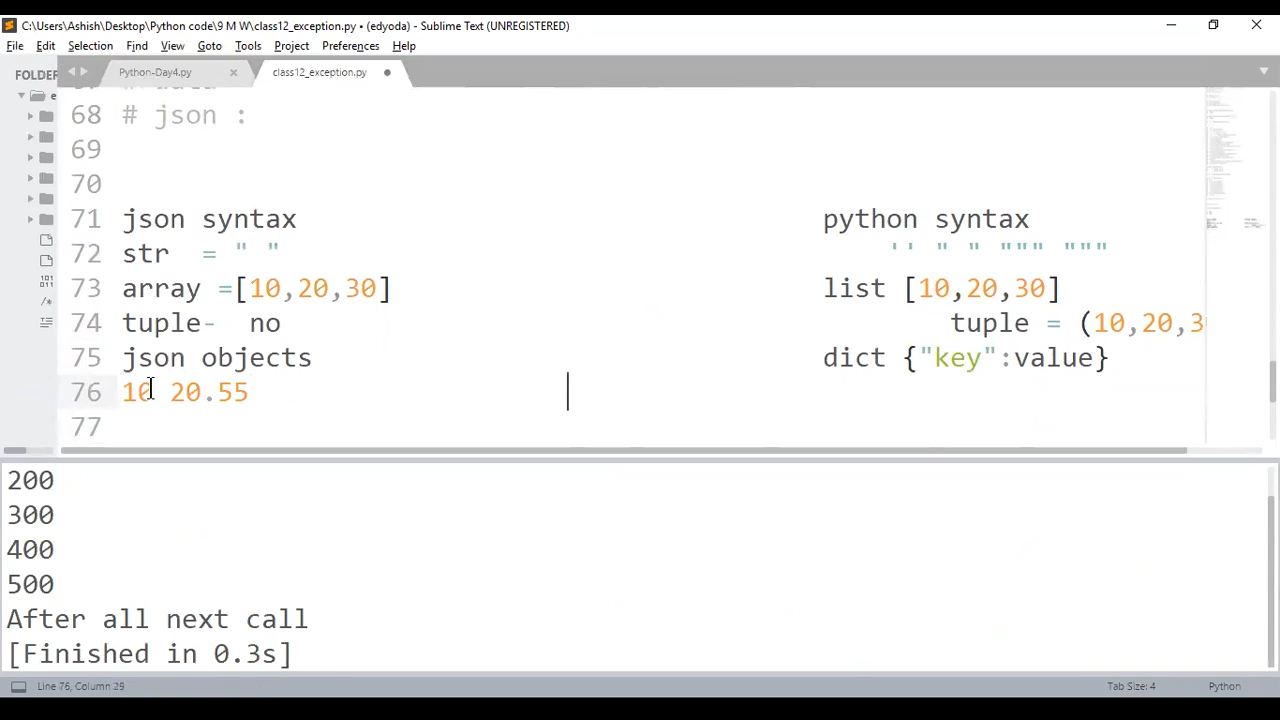 C:\Users\Ashish\Desktop\Python code\9 M W\class12_exception.py • (edyoda) - Sublime Text (UNREGISTERED)
File Edit Selection Find View Goto Tools Project Preferences Help
FOLDER Python-Day4.py × class12_exception.py
68 # json :
69
70
71 json syntax python syntax
72 str = " " '' " " """ """
73 array =[10,20,30] list [10,20,30]
74 tuple- no tuple = (10,20,3
75 json objects dict {"key":value}
76 10 20.55
77
200
300
400
500
After all next call
[Finished in 0.3s]
Line 76, Column 29 Tab Size: 4 Python